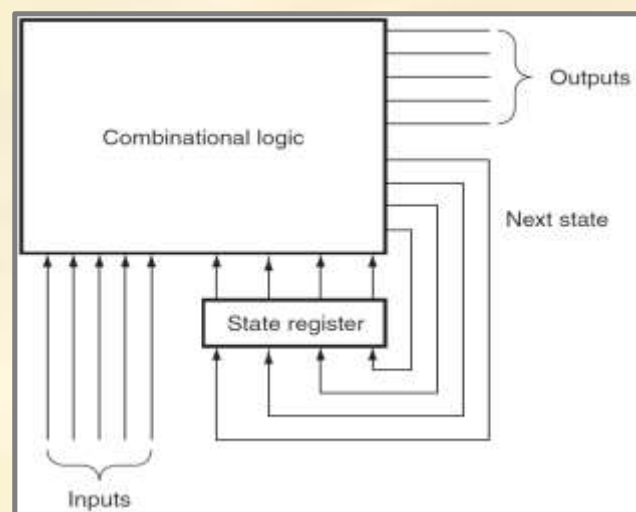 Combinational logic
Outputs
Next state
State register
Inputs